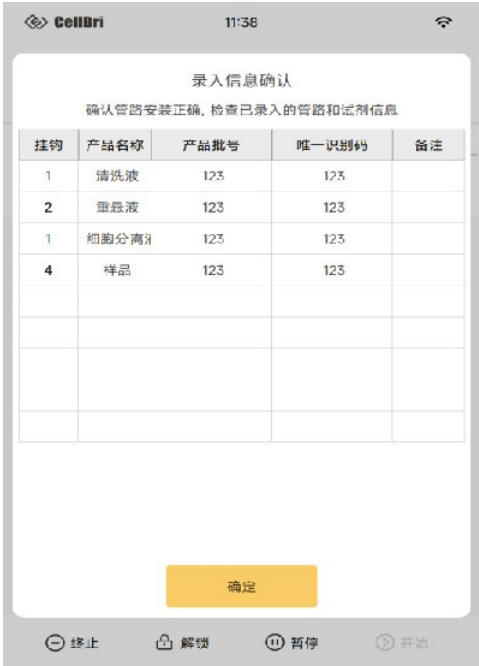 CellBri 11:38
录入信息确认
确认管路安装正确, 检查已录入的管路和试剂信息
挂钩 产品名称 产品批号 唯一识别码 备注
1 清洗液 123 123
2 重悬液 123 123
1 细胞分离 123 123
4 样品 123 123
确定
终止 解锁 暂停 开始